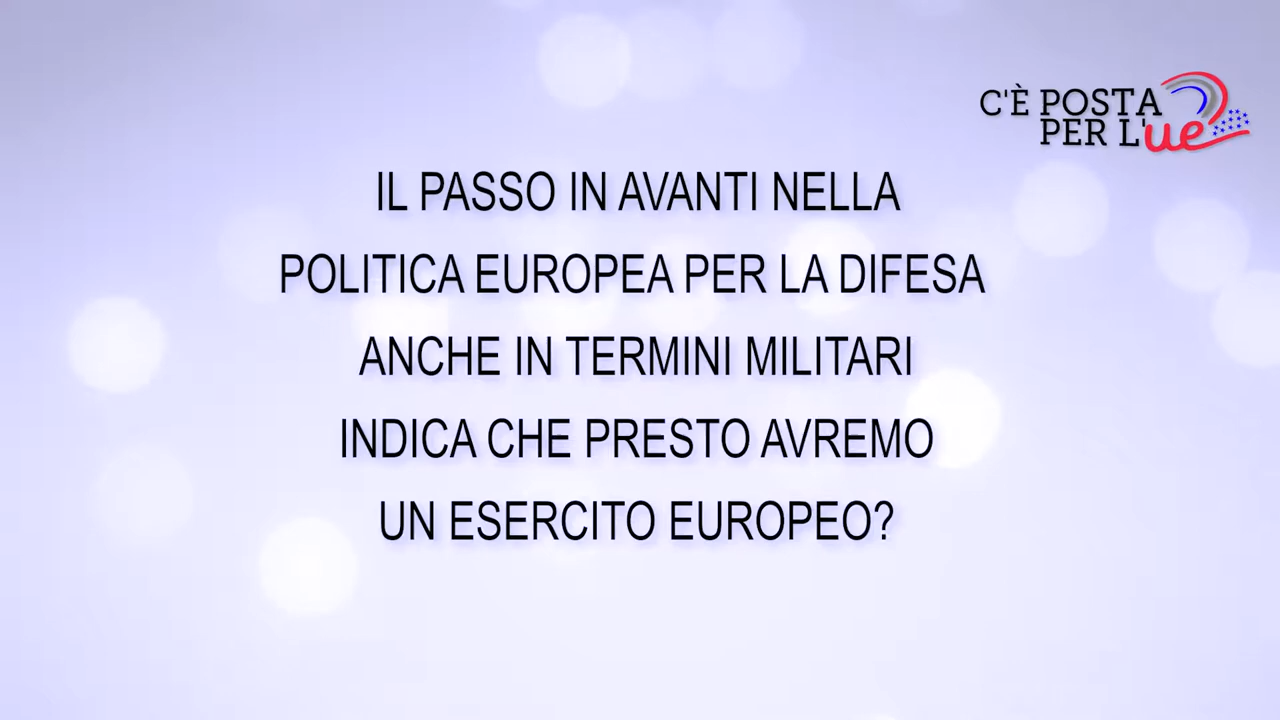 C'È POSTA
PER L'ue
IL PASSO IN AVANTI NELLA
POLITICA EUROPEA PER LA DIFESA
ANCHE IN TERMINI MILITARI
INDICA CHE PRESTO AVREMO
UN ESERCITO EUROPEO?